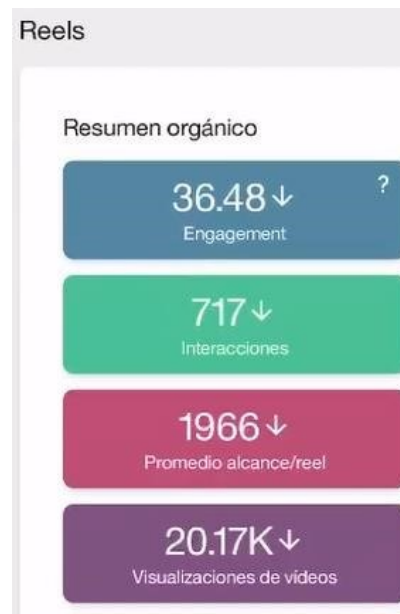 Reels
Resumen orgánico
36.48↓ ?
Engagement
717↓
Interacciones
1966↓
Promedio alcance/reel
20.17K↓
Visualizaciones de vídeos